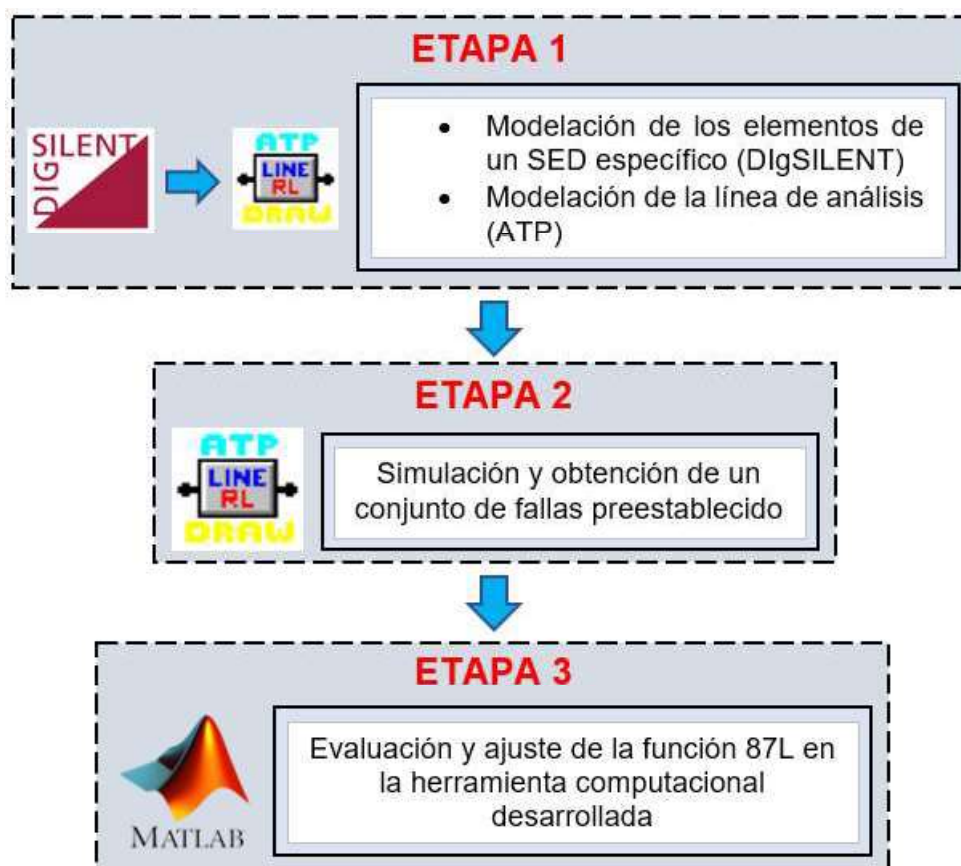 ETAPA 1
DIG
SILENT
ATP
LINE
RL
DRAW
• Modelación de los elementos de
un SED específico (DIgSILENT)
• Modelación de la línea de análisis
(ATP)
ETAPA 2
ATP
LINE
RL
DRAW
Simulación y obtención de un
conjunto de fallas preestablecido
ETAPA 3
MATLAB
Evaluación y ajuste de la función 87L en
la herramienta computacional
desarrollada